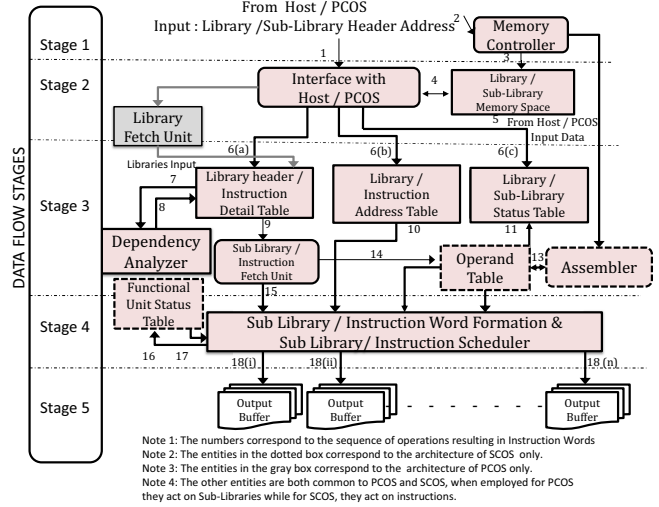 From Host / PCOS
Input : Library /Sub-Library Header Address
2
1
Stage 1
Memory
Controller
3
Stage 2
Interface with
Host / PCOS
4
Library /
Sub-Library
Memory Space
5
From Host / PCOS
Input Data
Library
Fetch Unit
Libraries Input
6(a)
6(b)
6(c)
DATA FLOW STAGES
Stage 3
7
8
Library header /
Instruction
Detail Table
Library /
Instruction
Address Table
Library /
Sub-Library
Status Table
9
10
11
Dependency
Analyzer
Sub Library /
Instruction
Fetch Unit
14
Operand
Table
13
Assembler
Functional
Unit Status
Table
15
Stage 4
Sub Library / Instruction Word Formation &
Sub Library/ Instruction Scheduler
16
17
18(i)
18(ii)
18 (n)
Stage 5
Output
Buffer
Output
Buffer
- - - - - - -
Output
Buffer
Note 1: The numbers correspond to the sequence of operations resulting in Instruction Words
Note 2: The entities in the dotted box correspond to the architecture of SCOS only.
Note 3: The entities in the gray box correspond to the architecture of PCOS only.
Note 4: The other entities are both common to PCOS and SCOS, when employed for PCOS
they act on Sub-Libraries while for SCOS, they act on instructions.